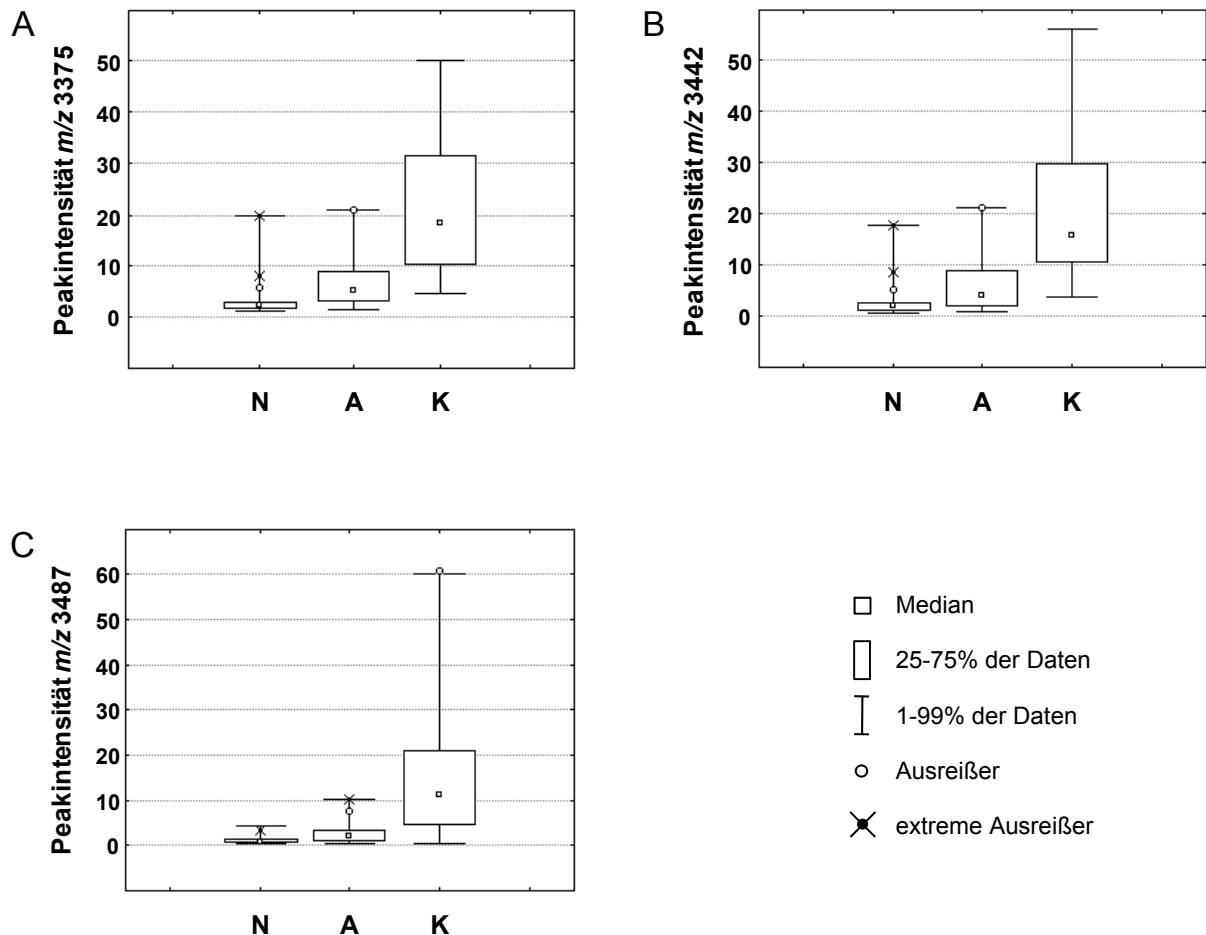 A
Peakintensität m/z 3375
50
40
30
20
10
0
N A K
B
Peakintensität m/z 3442
50
40
30
20
10
0
N A K
C
Peakintensität m/z 3487
60
50
40
30
20
10
0
N A K
Median
25-75% der Daten
1-99% der Daten
Ausreißer
extreme Ausreißer